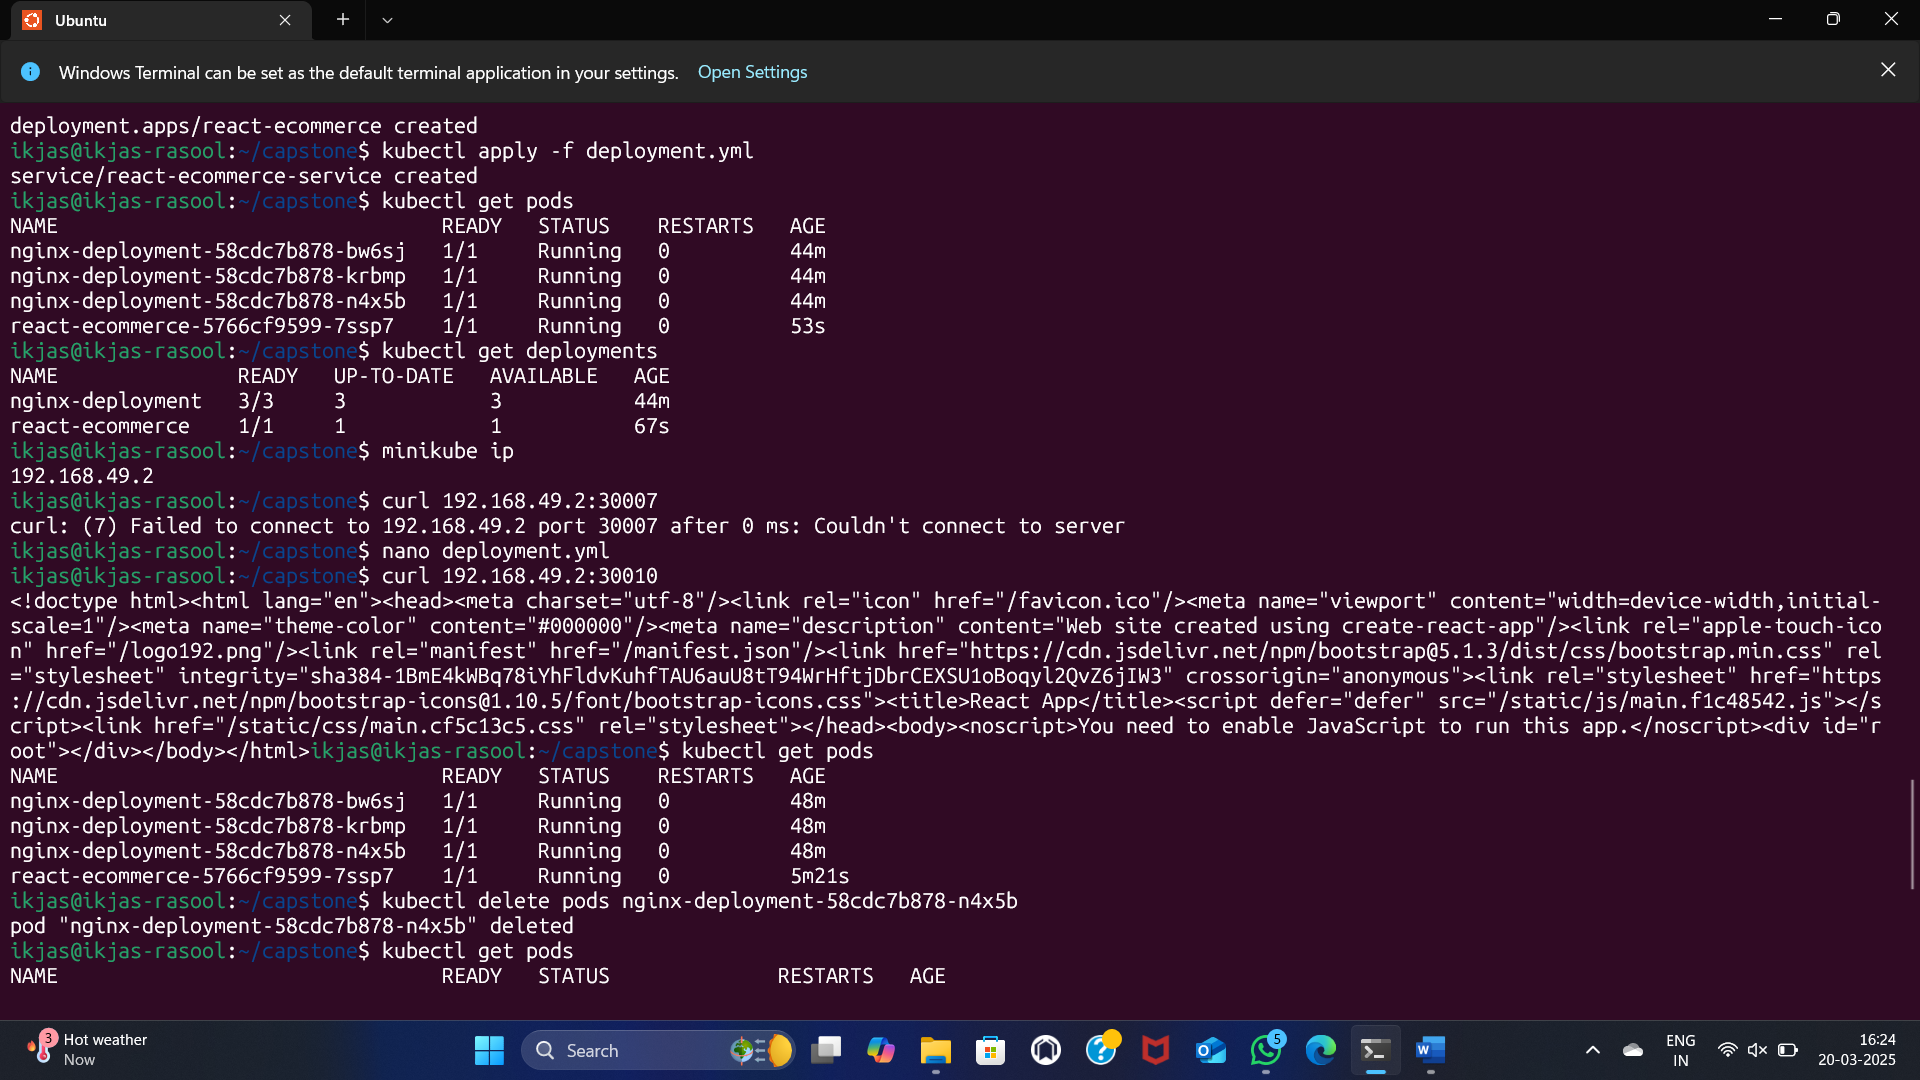 Ubuntu
Windows Terminal can be set as the default terminal application in your settings. Open Settings
deployment.apps/react-ecommerce created
ikjas@ikjas-rasool:~/capstone$ kubectl apply -f deployment.yml
service/react-ecommerce-service created
ikjas@ikjas-rasool:~/capstone$ kubectl get pods
NAME READY STATUS RESTARTS AGE
nginx-deployment-58cdc7b878-bw6sj 1/1 Running 0 44m
nginx-deployment-58cdc7b878-krbmp 1/1 Running 0 44m
nginx-deployment-58cdc7b878-n4x5b 1/1 Running 0 44m
react-ecommerce-5766cf9599-7ssp7 1/1 Running 0 53s
ikjas@ikjas-rasool:~/capstone$ kubectl get deployments
NAME READY UP-TO-DATE AVAILABLE AGE
nginx-deployment 3/3 3 3 44m
react-ecommerce 1/1 1 1 67s
ikjas@ikjas-rasool:~/capstone$ minikube ip
192.168.49.2
ikjas@ikjas-rasool:~/capstone$ curl 192.168.49.2:30007
curl: (7) Failed to connect to 192.168.49.2 port 30007 after 0 ms: Couldn't connect to server
ikjas@ikjas-rasool:~/capstone$ nano deployment.yml
ikjas@ikjas-rasool:~/capstone$ curl 192.168.49.2:30010
<!doctype html><html lang="en"><head><meta charset="utf-8"/><link rel="icon" href="/favicon.ico"/><meta name="viewport" content="width=device-width,initial-
scale=1"/><meta name="theme-color" content="#000000"/><meta name="description" content="Web site created using create-react-app"/><link rel="apple-touch-ico
n" href="/logo192.png"/><link rel="manifest" href="/manifest.json"/><link href="https://cdn.jsdelivr.net/npm/bootstrap@5.1.3/dist/css/bootstrap.min.css" rel
="stylesheet" integrity="sha384-1BmE4kWBq78iYhFldvKuhfTAU6auU8tT94WrHftjDbrCEXSU1oBoqyl2QvZ6jIW3" crossorigin="anonymous"><link rel="stylesheet" href="https
://cdn.jsdelivr.net/npm/bootstrap-icons@1.10.5/font/bootstrap-icons.css"><title>React App</title><script defer="defer" src="/static/js/main.f1c48542.js"></s
cript><link href="/static/css/main.cf5c13c5.css" rel="stylesheet"></head><body><noscript>You need to enable JavaScript to run this app.</noscript><div id="r
oot"></div></body></html>ikjas@ikjas-rasool:~/capstone$ kubectl get pods
NAME READY STATUS RESTARTS AGE
nginx-deployment-58cdc7b878-bw6sj 1/1 Running 0 48m
nginx-deployment-58cdc7b878-krbmp 1/1 Running 0 48m
nginx-deployment-58cdc7b878-n4x5b 1/1 Running 0 48m
react-ecommerce-5766cf9599-7ssp7 1/1 Running 0 5m21s
ikjas@ikjas-rasool:~/capstone$ kubectl delete pods nginx-deployment-58cdc7b878-n4x5b
pod "nginx-deployment-58cdc7b878-n4x5b" deleted
ikjas@ikjas-rasool:~/capstone$ kubectl get pods
NAME READY STATUS RESTARTS AGE
3
Hot weather
Now
Search
5
ENG
IN
16:24
20-03-2025